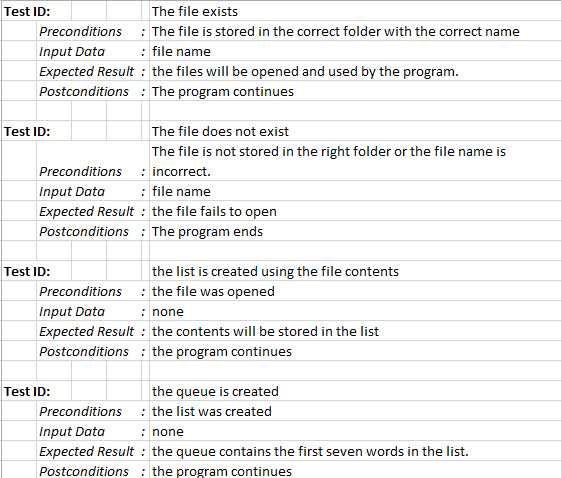 Test ID: The file exists
Preconditions : The file is stored in the correct folder with the correct name
Input Data : file name
Expected Result : the files will be opened and used by the program.
Postconditions : The program continues
Test ID: The file does not exist
The file is not stored in the right folder or the file name is
Preconditions : incorrect.
Input Data : file name
Expected Result : the file fails to open
Postconditions : The program ends
Test ID: the list is created using the file contents
Preconditions : the file was opened
Input Data : none
Expected Result : the contents will be stored in the list
Postconditions : the program continues
Test ID: the queue is created
Preconditions : the list was created
Input Data : none
Expected Result : the queue contains the first seven words in the list.
Postconditions : the program continues